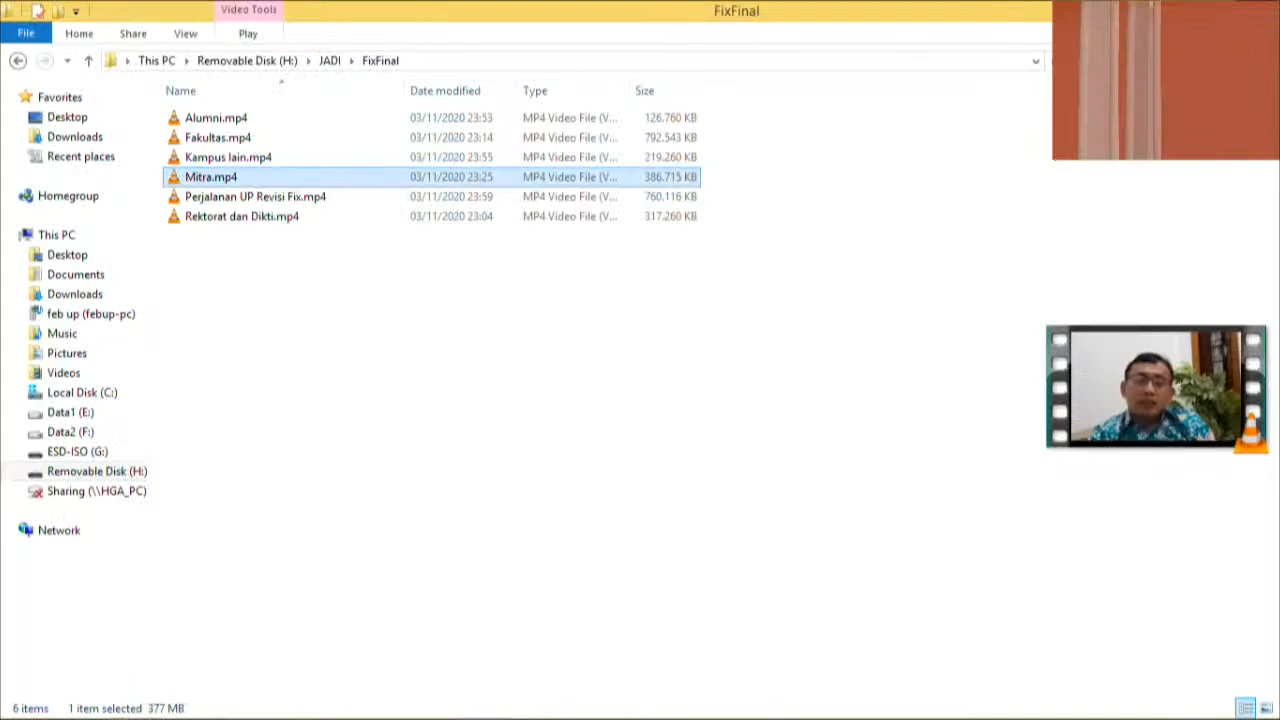 Video Tools
FixFinal
File
Home
Share
View
Play
This PC
Removable Disk (H:)
JADI
FixFinal
Name
Date modified
Type
Size
Favorites
Desktop
Downloads
Recent places
Homegroup
This PC
Desktop
Documents
Downloads
feb up (febup-pc)
Music
Pictures
Videos
Local Disk (C:)
Data1 (E:)
Data2 (F:)
ESD-ISO (G:)
Removable Disk (H:)
Sharing (\\HGA_PC)
Network
Alumni.mp4 03/11/2020 23:53 MP4 Video File (V... 126.760 KB
Fakultas.mp4 03/11/2020 23:14 MP4 Video File (V... 792.543 KB
Kampus lain.mp4 03/11/2020 23:55 MP4 Video File (V... 219.260 KB
Mitra.mp4 03/11/2020 23:25 MP4 Video File (V... 386.715 KB
Perjalanan UP Revisi Fix.mp4 03/11/2020 23:59 MP4 Video File (V... 760.116 KB
Rektorat dan Dikti.mp4 03/11/2020 23:04 MP4 Video File (V... 317.260 KB
6 items 1 item selected 377 MB